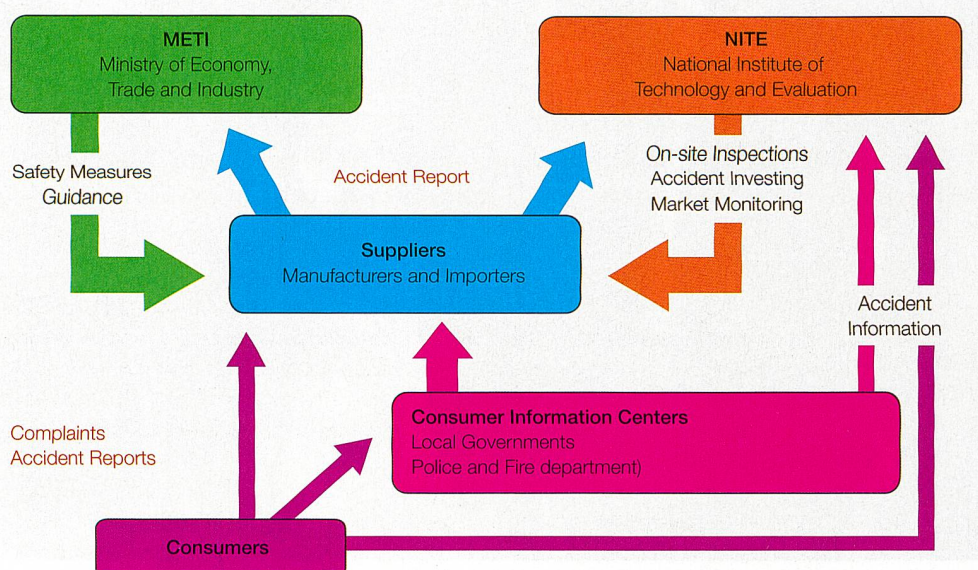 METI
Ministry of Economy,
Trade and Industry
NITE
National Institute of
Technology and Evaluation
Safety Measures
Guidance
Accident Report
On-site Inspections
Accident Investing
Market Monitoring
Suppliers
Manufacturers and Importers
Accident
Information
Complaints
Accident Reports
Consumer Information Centers
Local Governments
Police and Fire department)
Consumers